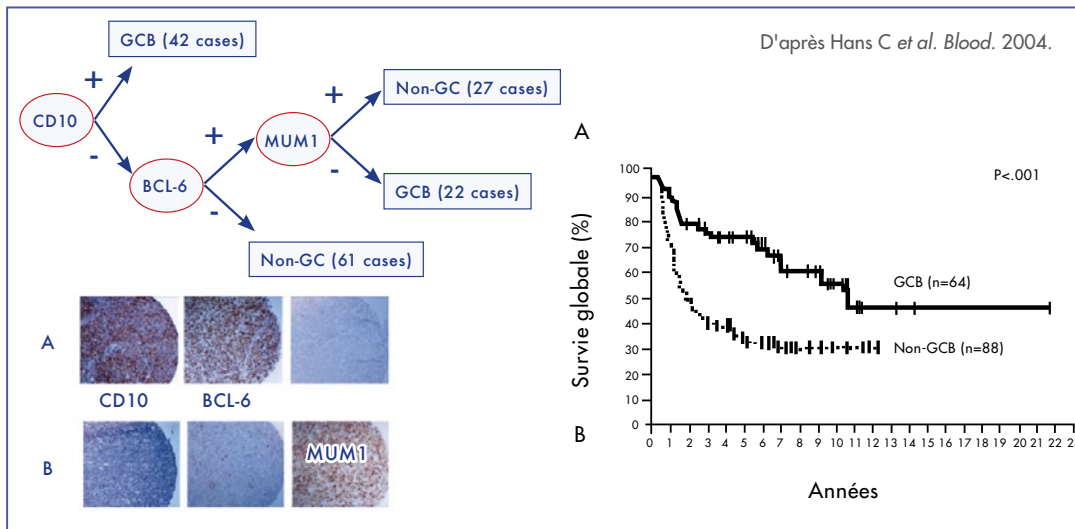 GCB (42 cases)
D'après Hans C et al. Blood. 2004.
+
CD10
-
BCL-6
+
MUM1
-
Non-GC (61 cases)
+
Non-GC (27 cases)
-
GCB (22 cases)
A
CD10
BCL-6
B
MUM1
A
P<.001
Survie globale (%)
100
90
80
70
60
50
40
30
20
10
0
GCB (n=64)
Non-GCB (n=88)
B
0 1 2 3 4 5 6 7 8 9 10 11 12 13 14 15 16 17 18 19 20 21 22
Années